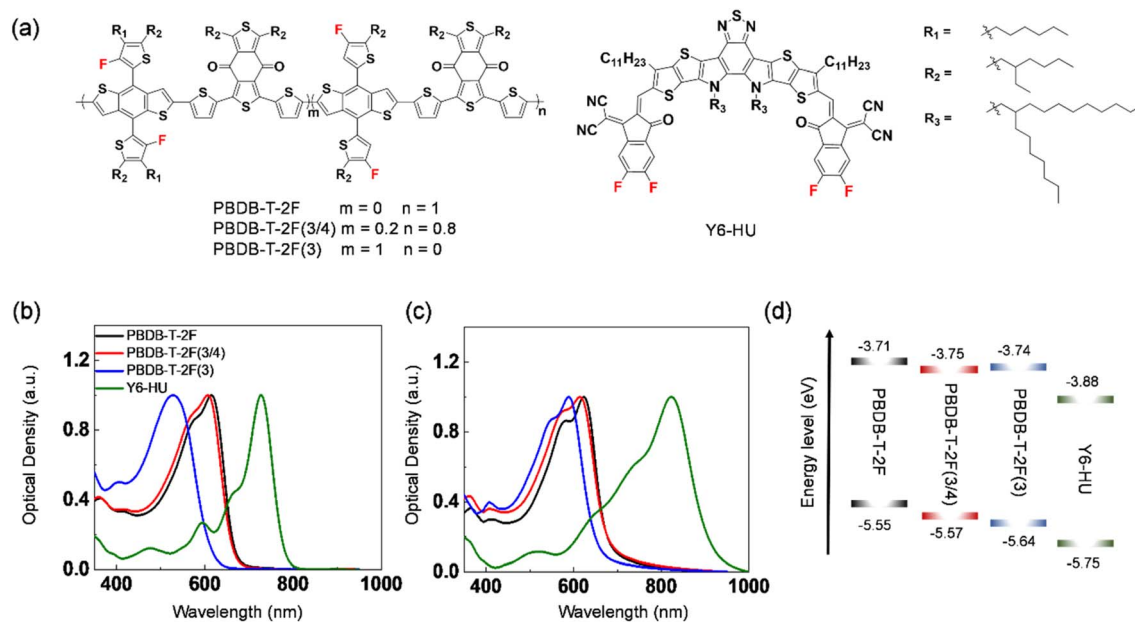 (a)
R1 R2
F
S
R2 S R2
O O
F
R2
S
R2 S R2
O O
S S
S S
m
S S
S S
n
S
F
R2 R1
S
R2
F
PBDB-T-2F m = 0 n = 1
PBDB-T-2F(3/4) m = 0.2 n = 0.8
PBDB-T-2F(3) m = 1 n = 0
S
N N
C11H23 S S C11H23
S N N S
R3 R3
NC CN
CN O O CN
F F F F
Y6-HU
R1 =
R2 =
R3 =
(b)
PBDB-T-2F
PBDB-T-2F(3/4)
PBDB-T-2F(3)
Y6-HU
Optical Density (a.u.)
1.2
0.8
0.4
0.0
400 600 800 1000
Wavelength (nm)
(c)
Optical Density (a.u.)
1.2
0.8
0.4
0.0
400 600 800 1000
Wavelength (nm)
(d)
Energy level (eV)
-3.71
PBDB-T-2F
-5.55
-3.75
PBDB-T-2F(3/4)
-5.57
-3.74
PBDB-T-2F(3)
-5.64
-3.88
Y6-HU
-5.75